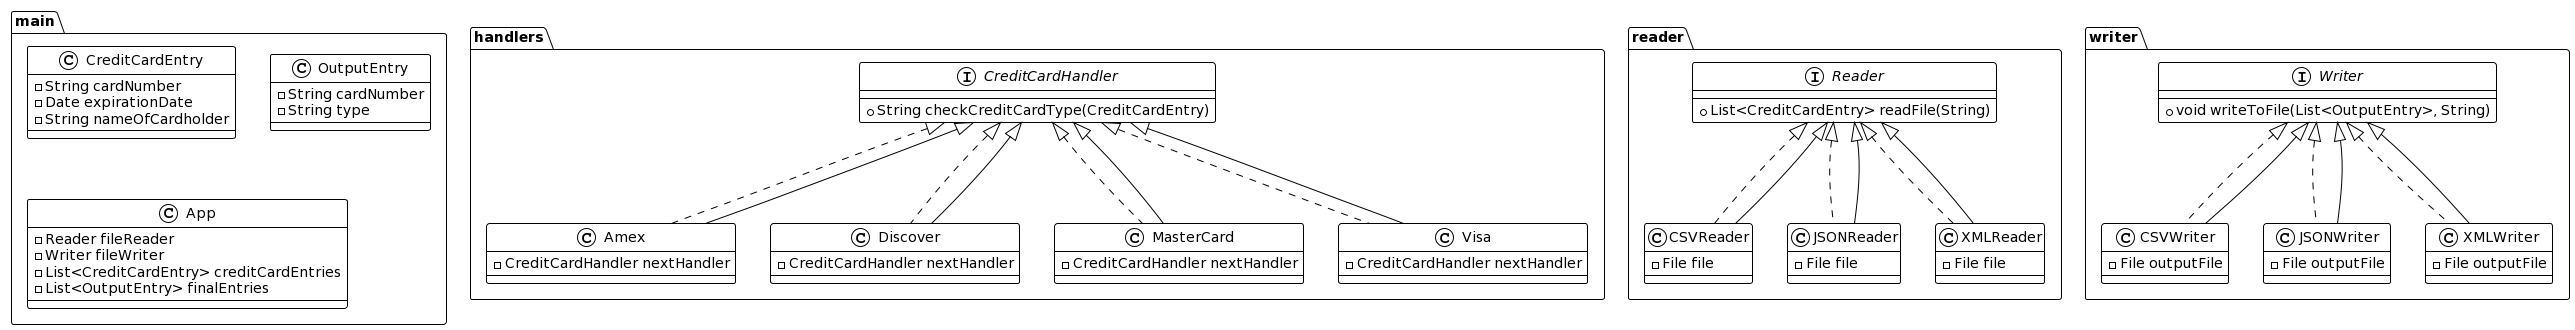 main
CreditCardEntry
String cardNumber
Date expirationDate
String nameOfCardholder
OutputEntry
String cardNumber
String type
App
Reader fileReader
Writer fileWriter
List<CreditCardEntry> creditCardEntries
List<OutputEntry> finalEntries
handlers
CreditCardHandler
String checkCreditCardType(CreditCardEntry)
Amex
CreditCardHandler nextHandler
Discover
CreditCardHandler nextHandler
MasterCard
CreditCardHandler nextHandler
Visa
CreditCardHandler nextHandler
reader
Reader
List<CreditCardEntry> readFile(String)
CSVReader
File file
JSONReader
File file
XMLReader
File file
writer
Writer
void writeToFile(List<OutputEntry>, String)
CSVWriter
File outputFile
JSONWriter
File outputFile
XMLWriter
File outputFile